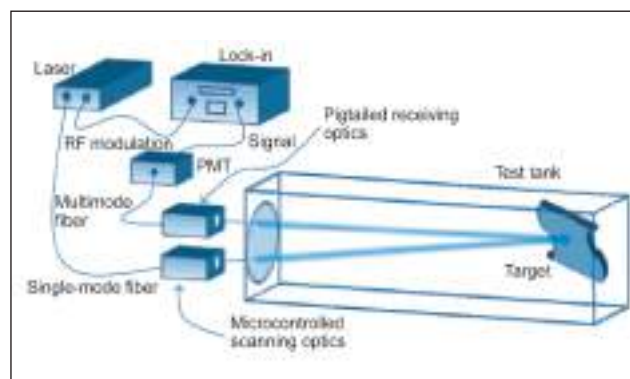 Lock-in
Laser
Pigtailed receiving
optics
RF modulation
Signal
PMT
Test tank
Multimode
fiber
Target
Single-mode fiber
Microcontrolled
scanning optics